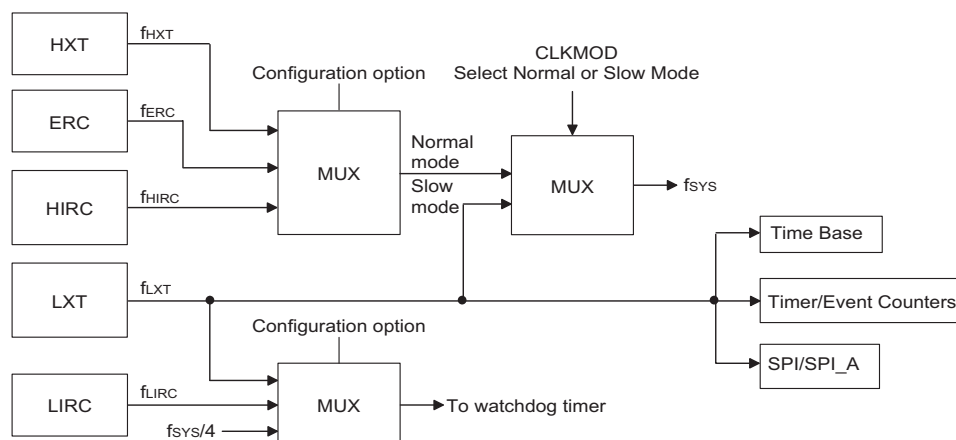 HXT
fHXT
CLKMOD
Select Normal or Slow Mode
Configuration option
ERC
fERC
MUX
Normal
mode
Slow
mode
MUX
fSYS
HIRC
fHIRC
Time Base
LXT
fLXT
Timer/Event Counters
Configuration option
SPI/SPI_A
LIRC
fLIRC
MUX
To watchdog timer
fSYS/4